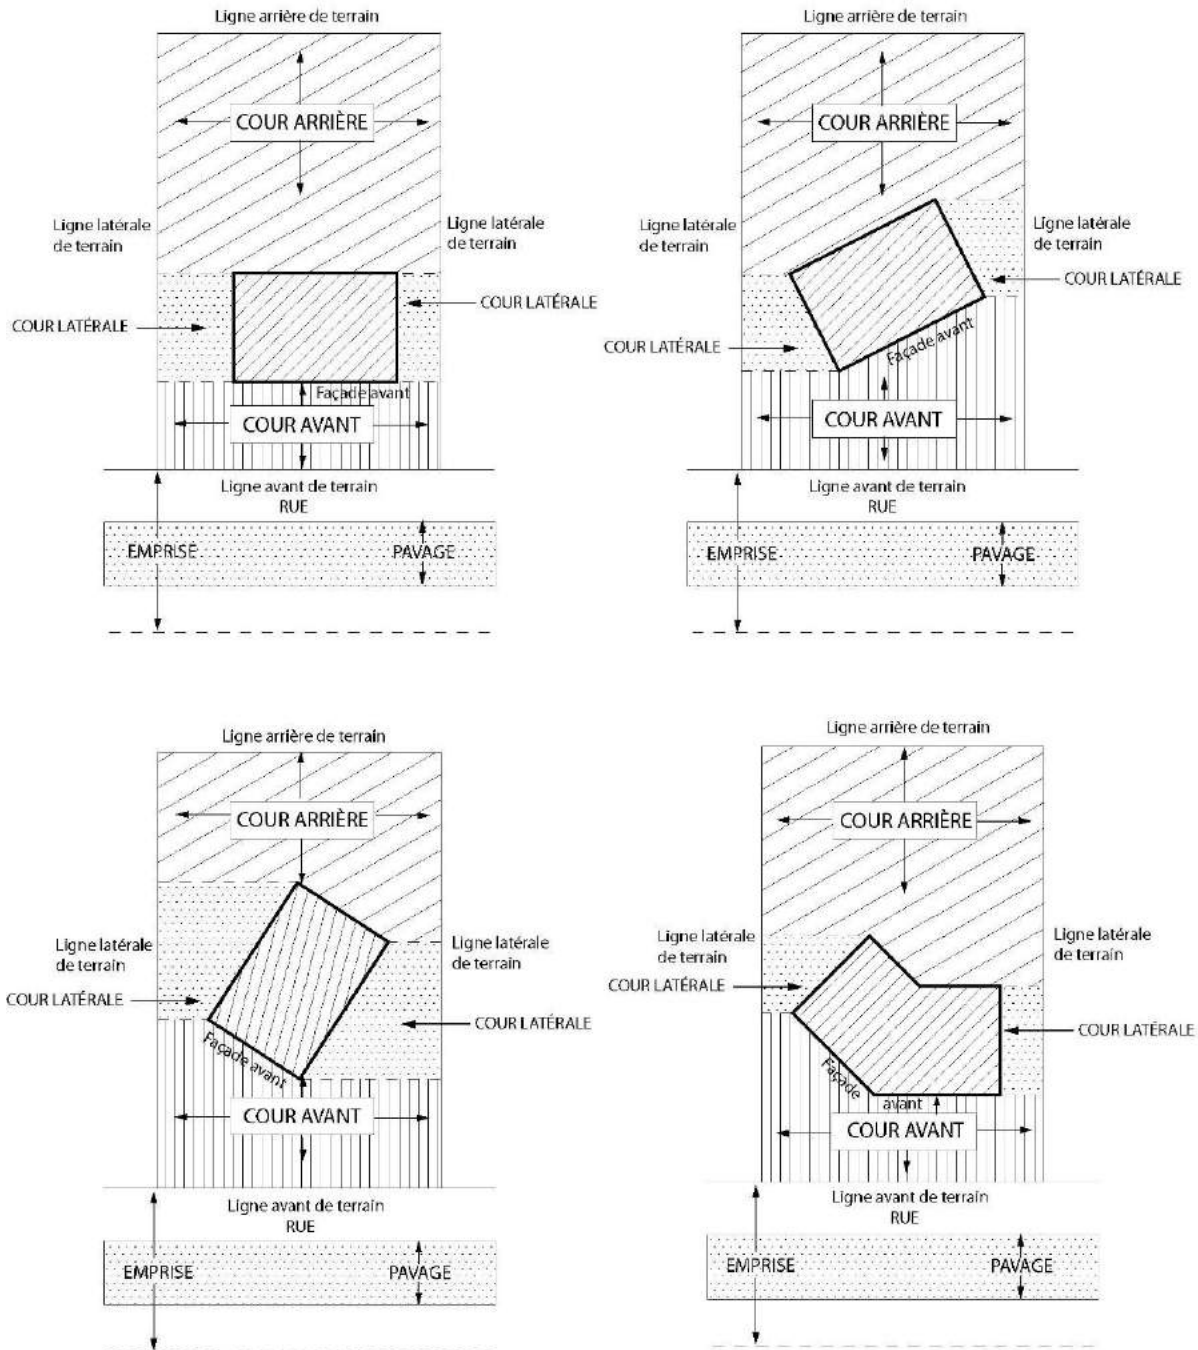 Ligne arrière de terrain
COUR ARRIÈRE
Ligne latérale
de terrain
Ligne latérale
de terrain
COUR LATÉRALE
COUR LATÉRALE
Façade avant
COUR AVANT
Ligne avant de terrain
RUE
EMPRISE
PAVAGE
Ligne arrière de terrain
COUR ARRIÈRE
Ligne latérale
de terrain
Ligne latérale
de terrain
COUR LATÉRALE
COUR LATÉRALE
Façade avant
COUR AVANT
Ligne avant de terrain
RUE
EMPRISE
PAVAGE
Ligne arrière de terrain
COUR ARRIÈRE
Ligne latérale
de terrain
Ligne latérale
de terrain
COUR LATÉRALE
COUR LATÉRALE
Façade avant
COUR AVANT
Ligne avant de terrain
RUE
EMPRISE
PAVAGE
Ligne arrière de terrain
COUR ARRIÈRE
Ligne latérale
de terrain
Ligne latérale
de terrain
COUR LATÉRALE
COUR LATÉRALE
Façade
avant
COUR AVANT
Ligne avant de terrain
RUE
EMPRISE
PAVAGE